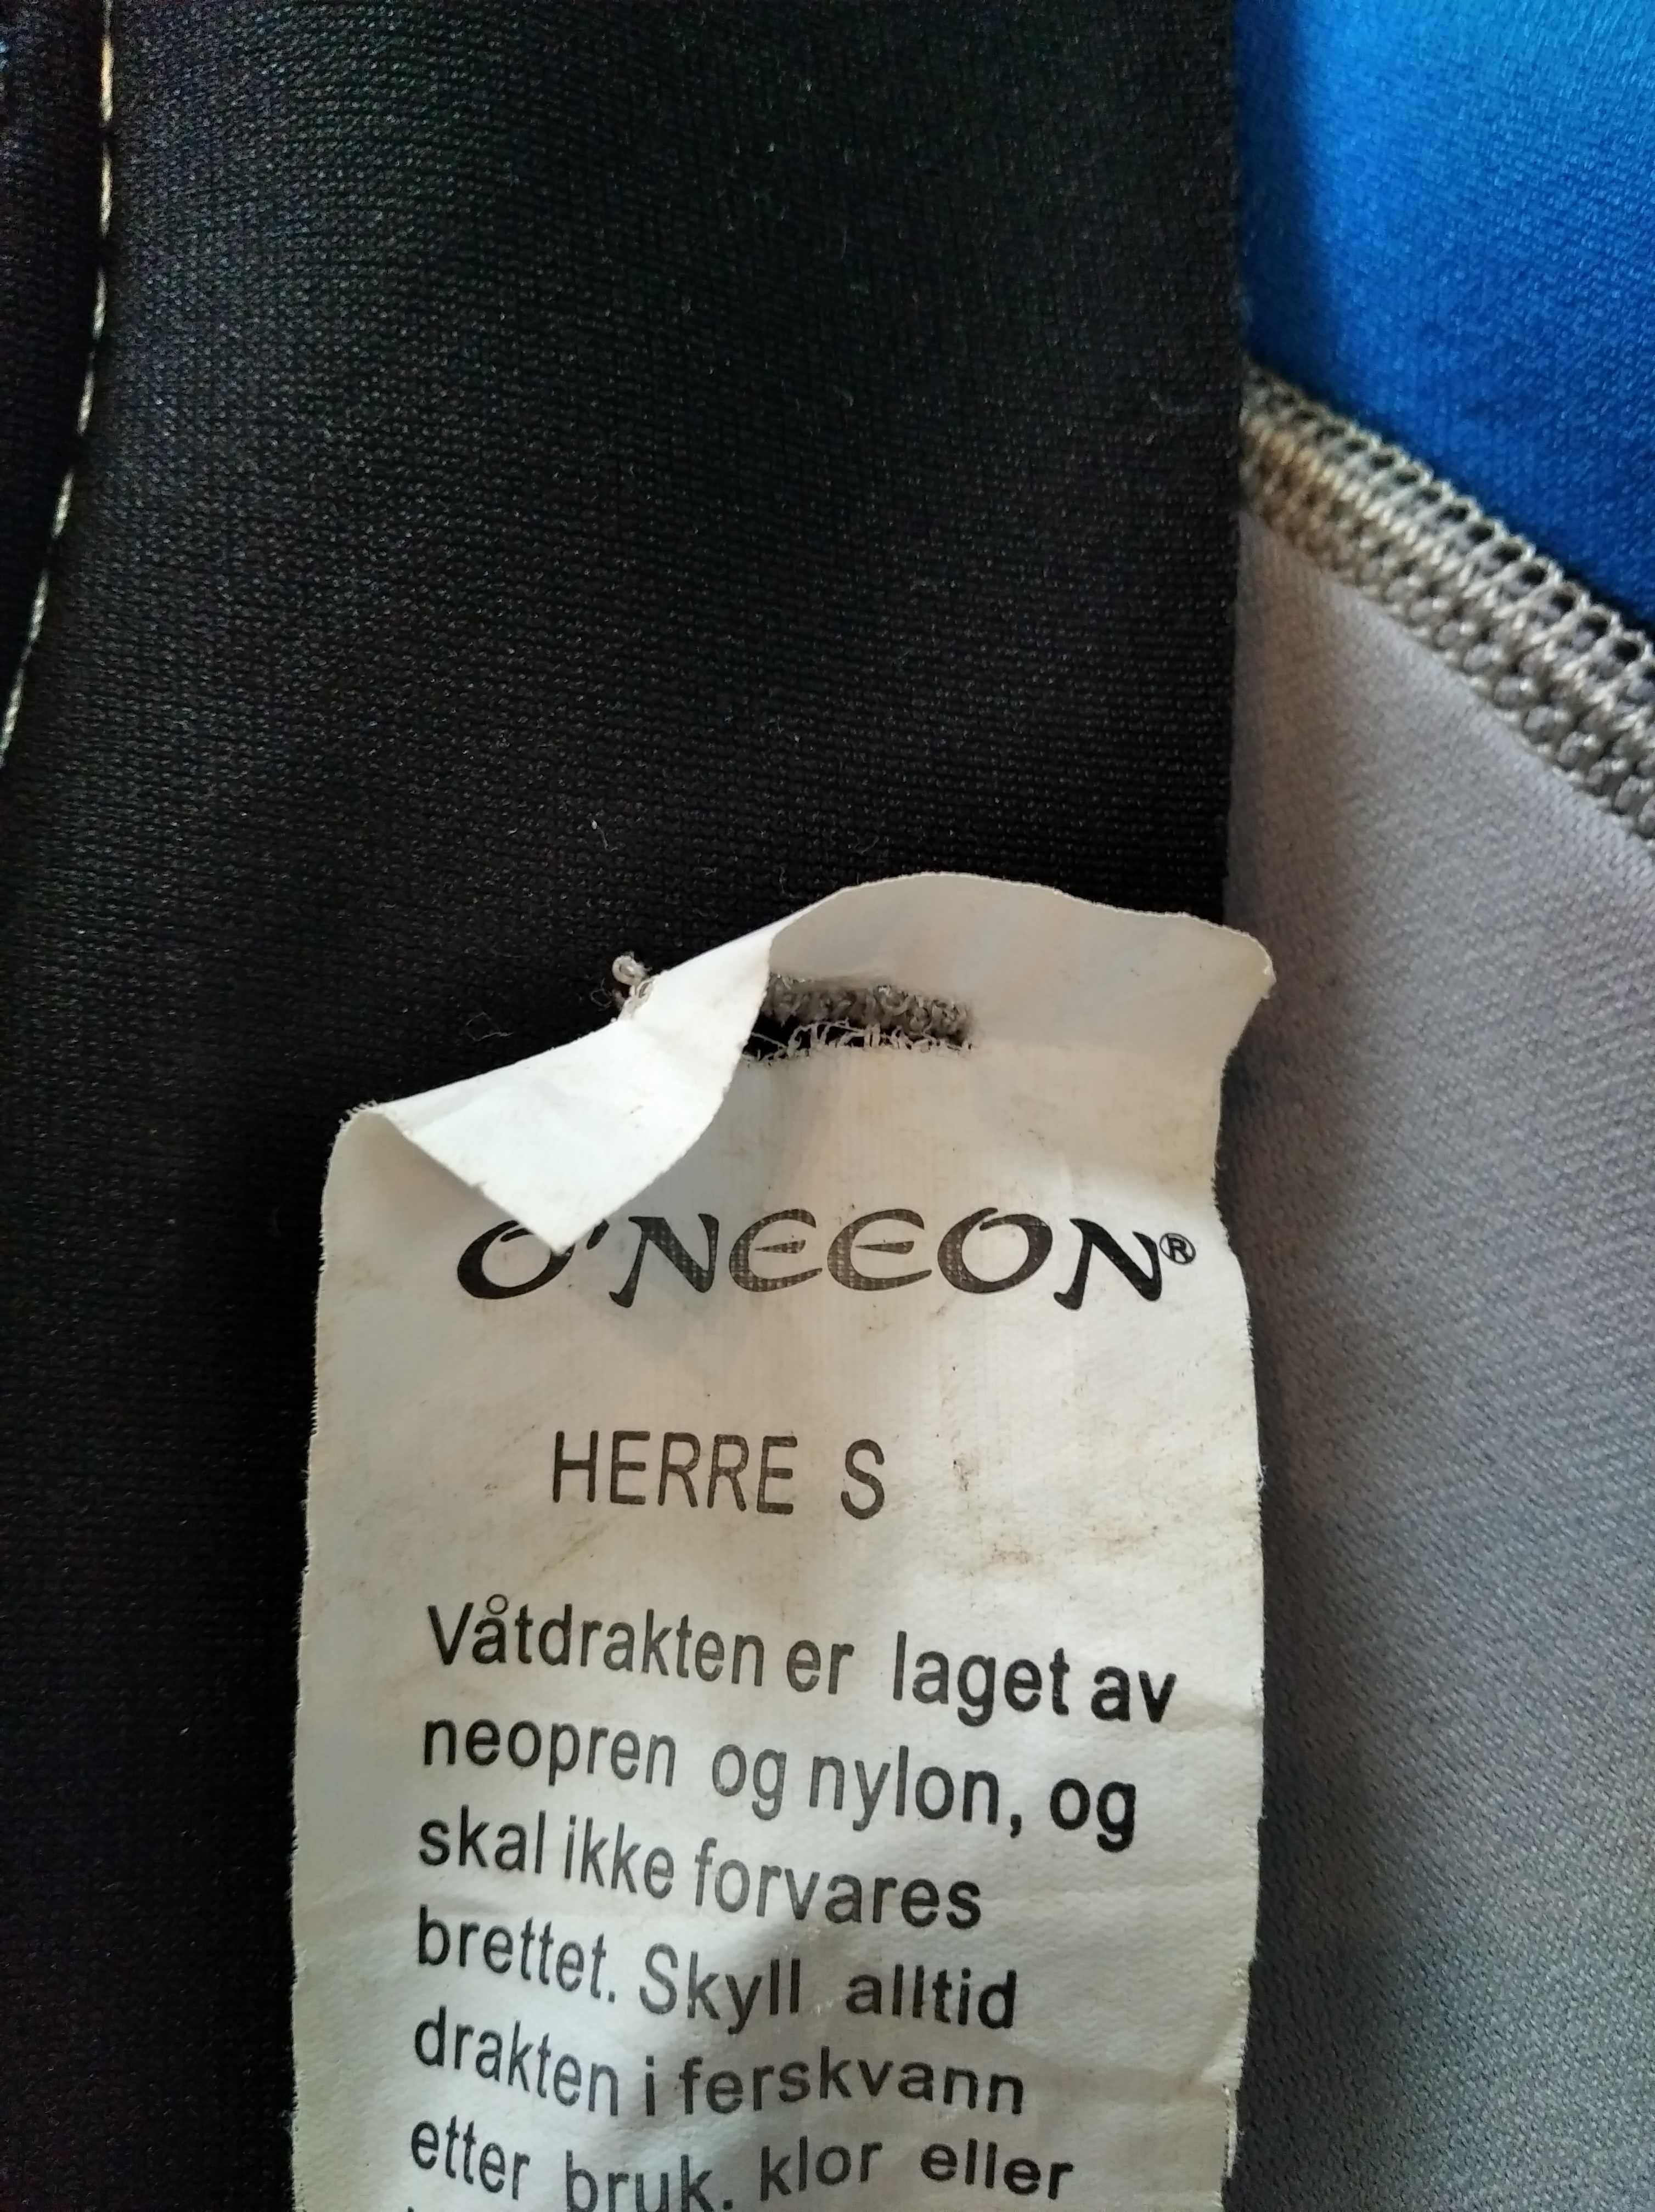 O'NEEON®
HERRE S
Våtdrakten er laget av
neopren og nylon, og
skal ikke forvares
brettet. Skyll alltid
drakten i ferskvann
etter bruk. klor eller